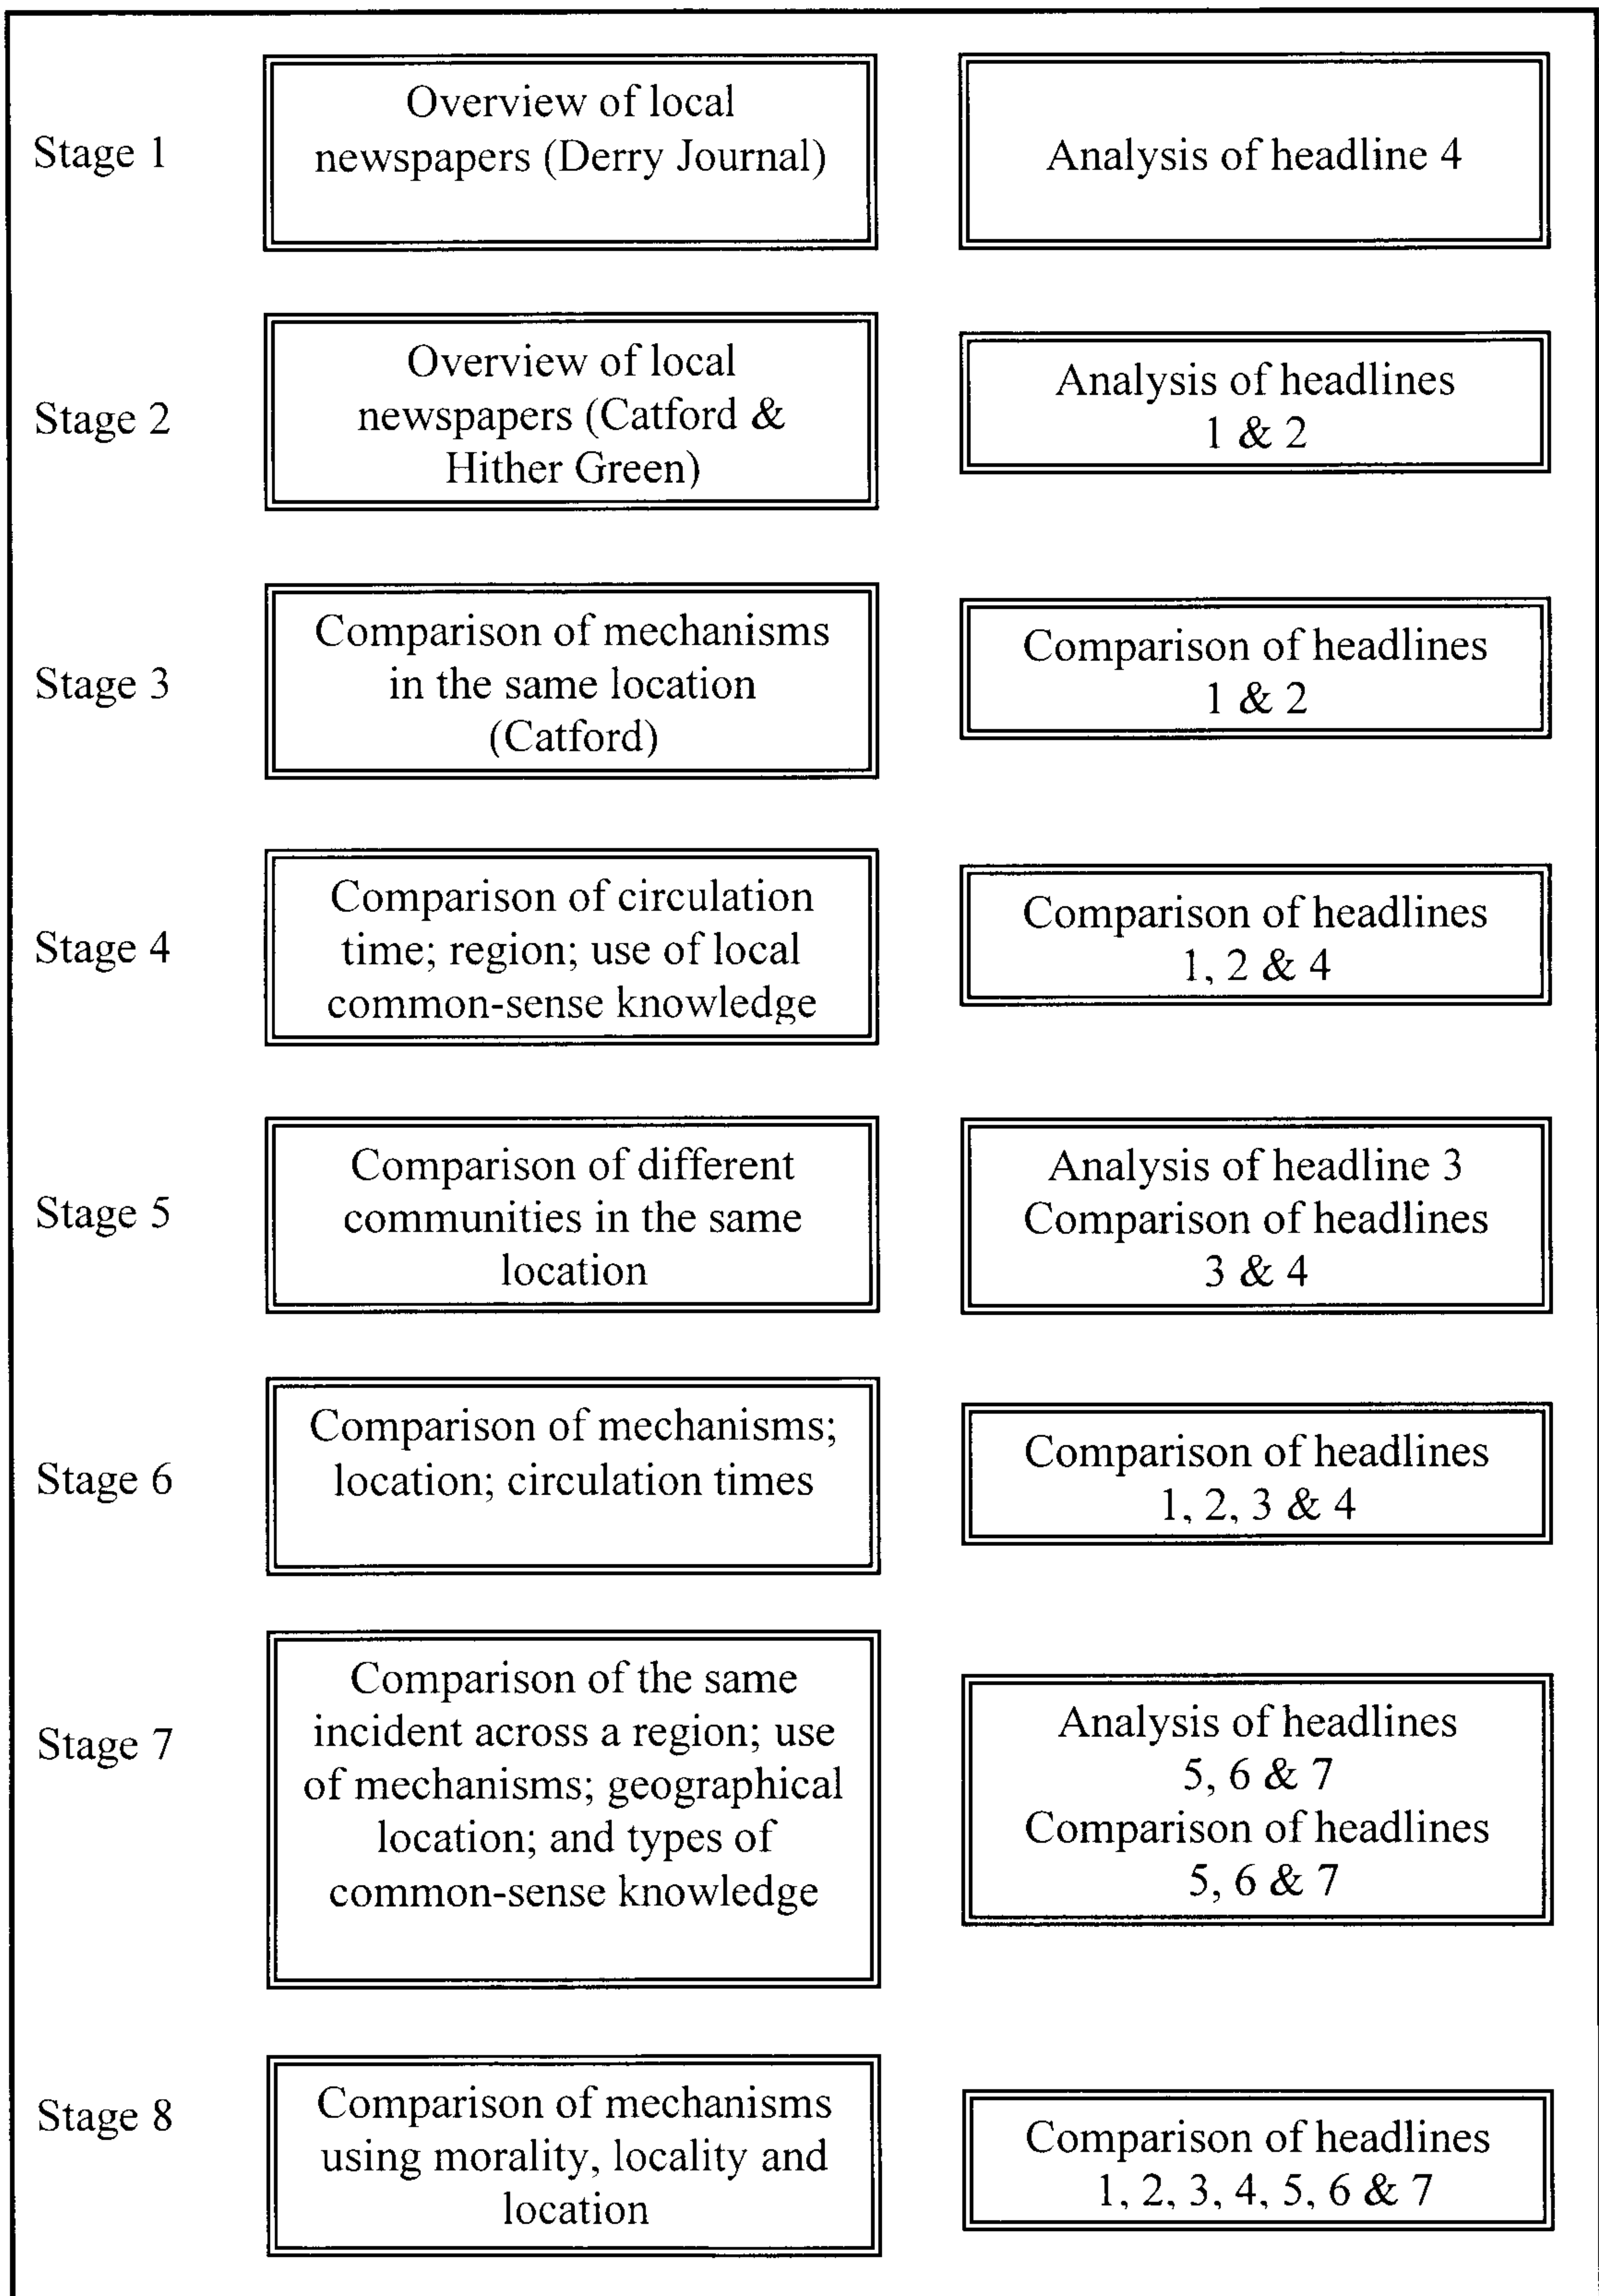 Stage 1
Overview of local
newspapers (Derry Journal)
Analysis of headline 4
Stage 2
Overview of local
newspapers (Catford &
Hither Green)
Analysis of headlines
1 & 2
Stage 3
Comparison of mechanisms
in the same location
(Catford)
Comparison of headlines
1 & 2
Stage 4
Comparison of circulation
time; region; use of local
common-sense knowledge
Comparison of headlines
1, 2 & 4
Stage 5
Comparison of different
communities in the same
location
Analysis of headline 3
Comparison of headlines
3 & 4
Stage 6
Comparison of mechanisms;
location; circulation times
Comparison of headlines
1, 2, 3 & 4
Stage 7
Comparison of the same
incident across a region; use
of mechanisms; geographical
location; and types of
common-sense knowledge
Analysis of headlines
5, 6 & 7
Comparison of headlines
5, 6 & 7
Stage 8
Comparison of mechanisms
using morality, locality and
location
Comparison of headlines
1, 2, 3, 4, 5, 6 & 7